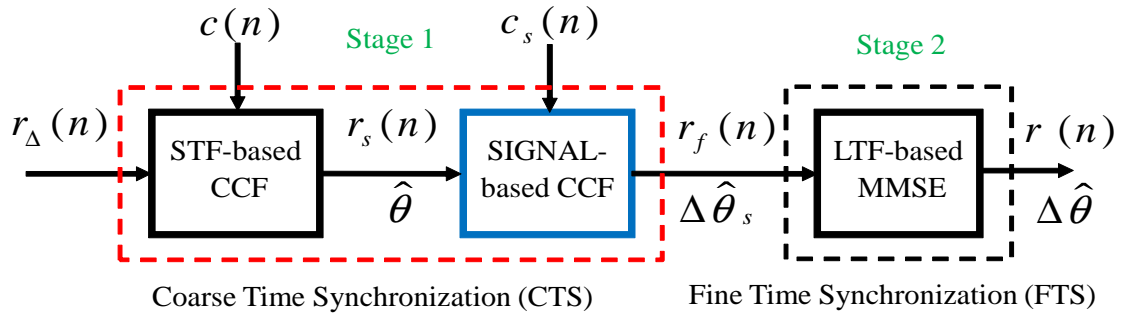 c(n)
Stage 1
c_s(n)
Stage 2
r_Δ(n)
STF-based
CCF
r_s(n)
θ̂
SIGNAL-
based CCF
r_f(n)
Δθ̂_s
LTF-based
MMSE
r (n)
Δθ̂
Coarse Time Synchronization (CTS)
Fine Time Synchronization (FTS)